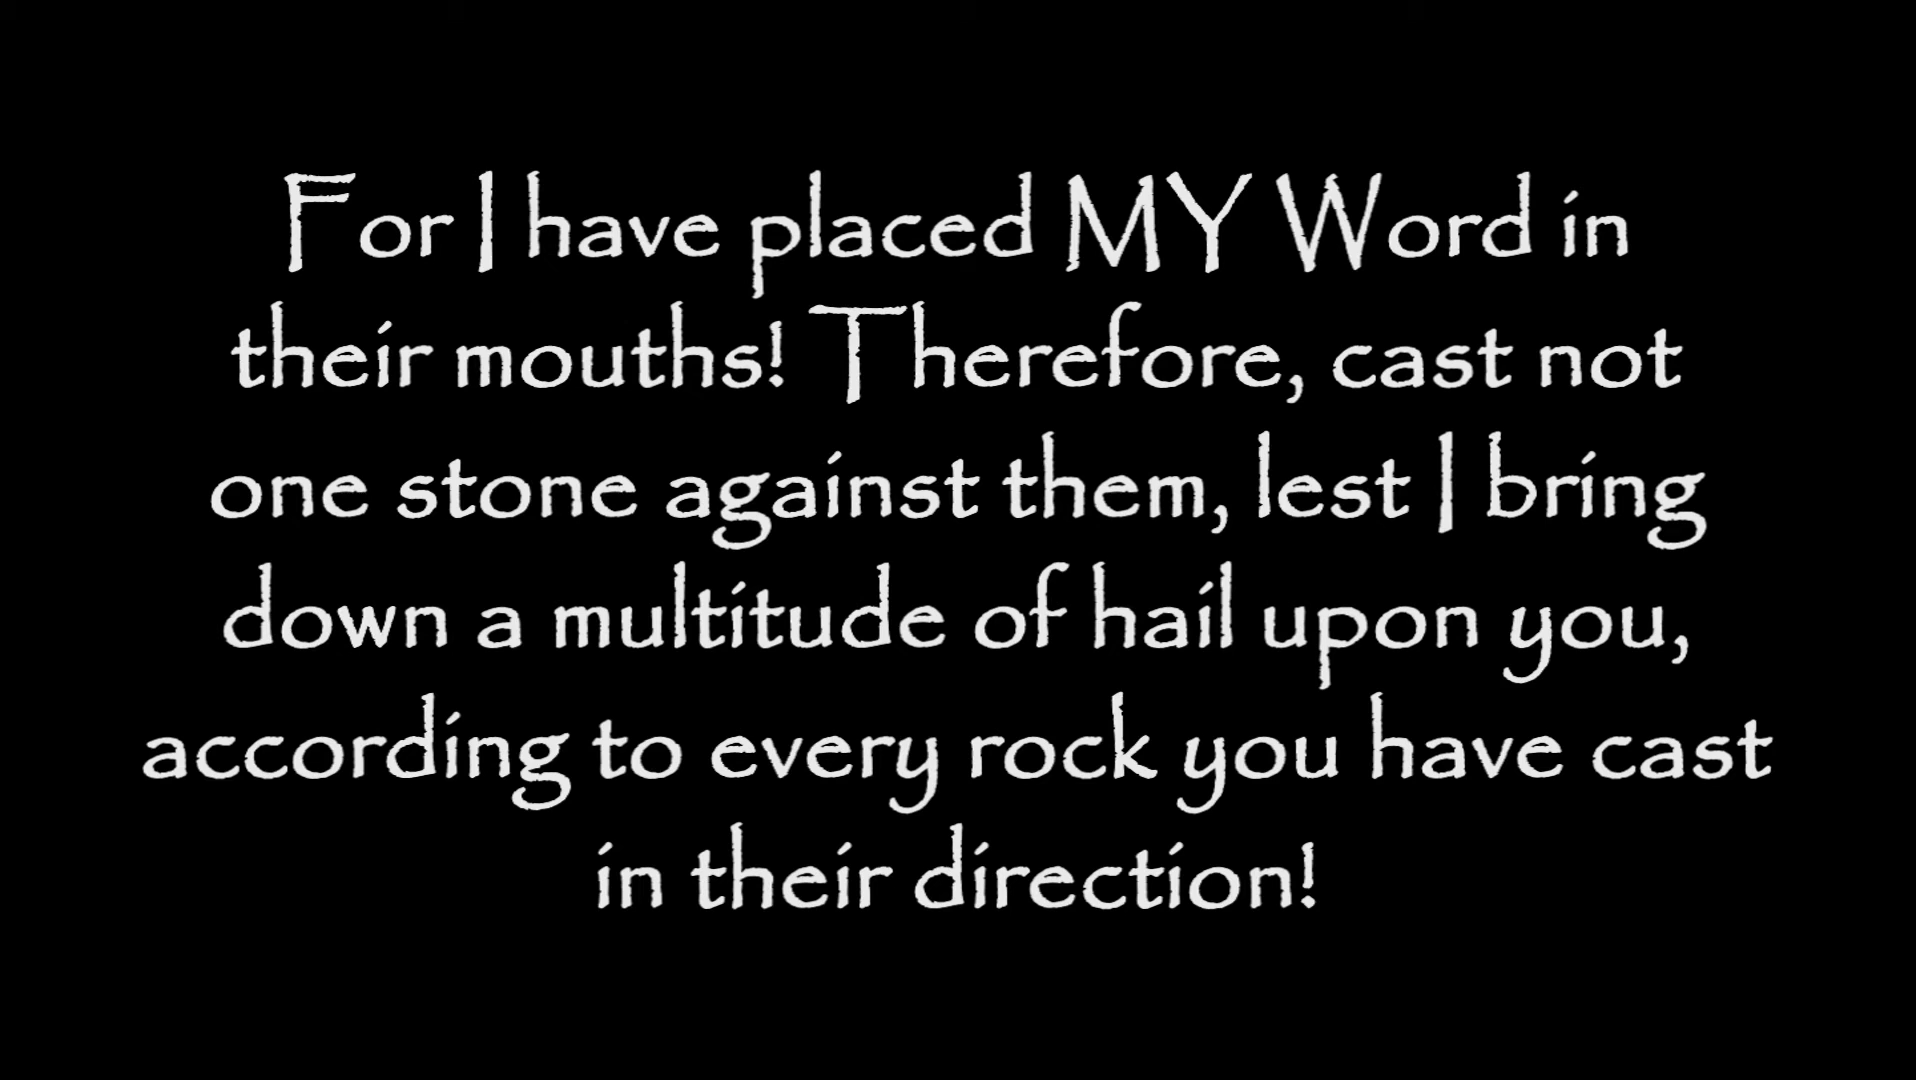 For I have placed MY Word in
their mouths! Therefore, cast not
one stone against them, lest I bring
down a multitude of hail upon you,
according to every rock you have cast
in their direction!